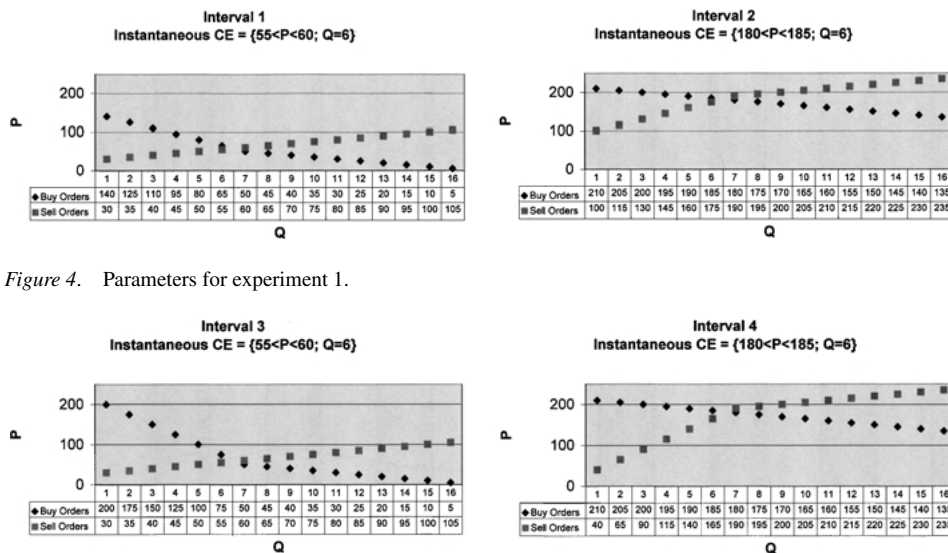 Interval 1
Instantaneous CE = {55<P<60; Q=6}
P
200
100
0
1 2 3 4 5 6 7 8 9 10 11 12 13 14 15 16
Buy Orders 140 125 110 95 80 65 50 45 40 35 30 25 20 15 10 5
Sell Orders 30 35 40 45 50 55 60 65 70 75 80 85 90 95 100 105
Q
Interval 2
Instantaneous CE = {180<P<185; Q=6}
P
200
100
0
1 2 3 4 5 6 7 8 9 10 11 12 13 14 15 16
Buy Orders 210 205 200 195 190 185 180 175 170 165 160 155 150 145 140 135
Sell Orders 100 115 130 145 160 175 190 195 200 205 210 215 220 225 230 235
Q
Figure 4. Parameters for experiment 1.
Interval 3
Instantaneous CE = {55<P<60; Q=6}
P
200
100
0
1 2 3 4 5 6 7 8 9 10 11 12 13 14 15 16
Buy Orders 200 175 150 125 100 75 50 45 40 35 30 25 20 15 10 5
Sell Orders 30 35 40 45 50 55 60 65 70 75 80 85 90 95 100 105
Q
Interval 4
Instantaneous CE = {180<P<185; Q=6}
P
200
100
0
1 2 3 4 5 6 7 8 9 10 11 12 13 14 15 16
Buy Orders 210 205 200 195 190 185 180 175 170 165 160 155 150 145 140 135
Sell Orders 40 65 90 115 140 165 190 195 200 205 210 215 220 225 230 235
Q